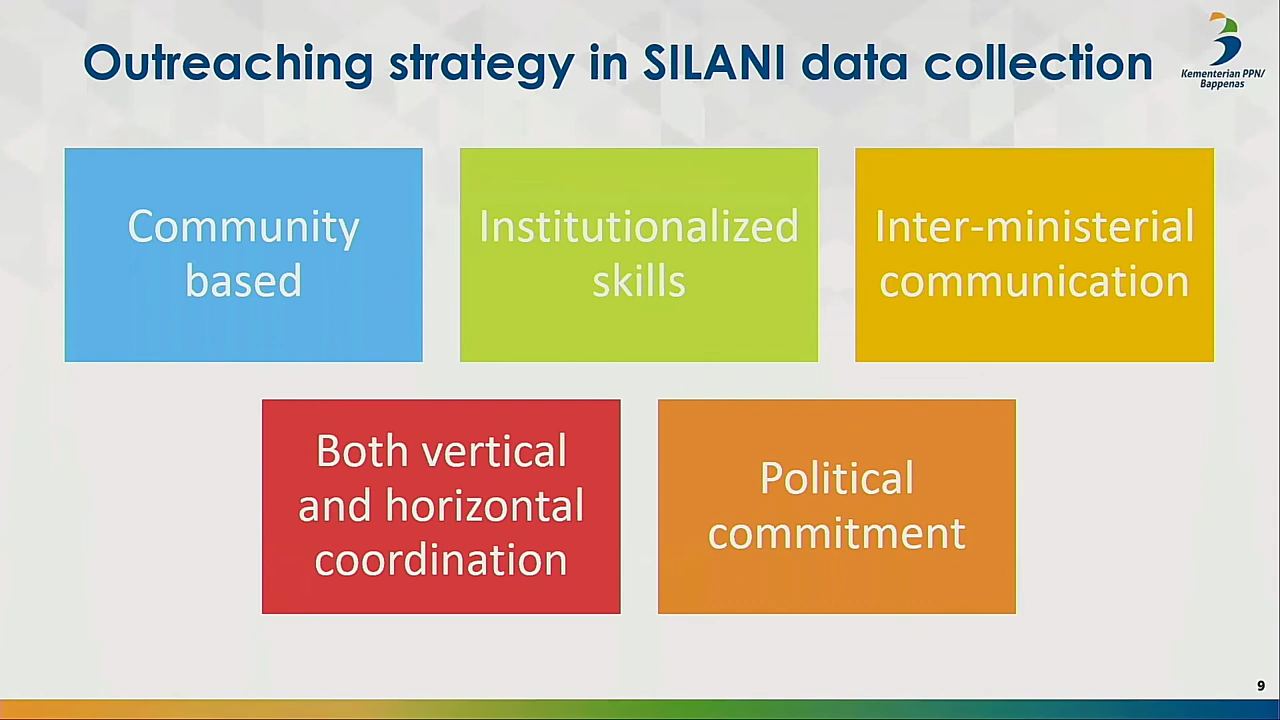 Outreaching strategy in SILANI data collection
Kementerian PPN/
Bappenas
Community
based
Institutionalized
skills
Inter-ministerial
communication
Both vertical
and horizontal
coordination
Political
commitment
9